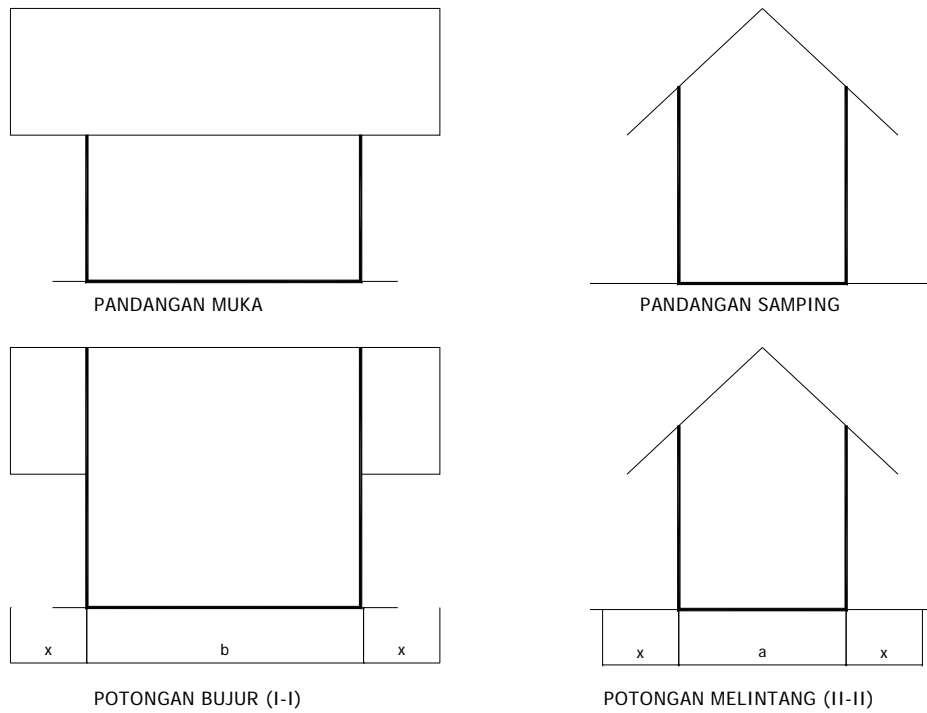 PANDANGAN MUKA
PANDANGAN SAMPING
x b x
x a x
POTONGAN BUJUR (I-I)
POTONGAN MELINTANG (II-II)